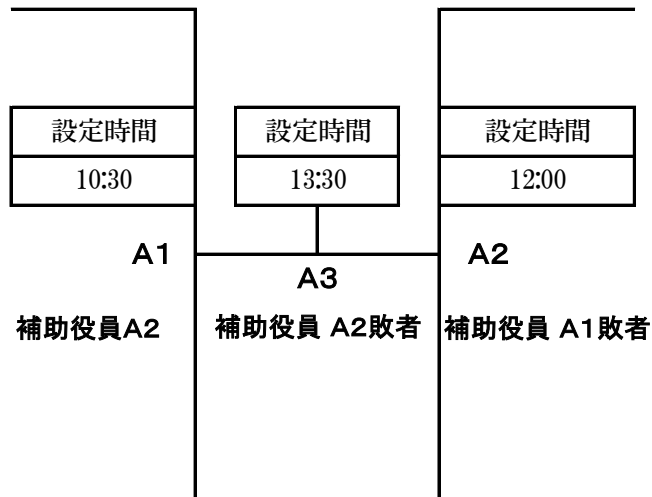 設定時間 設定時間 設定時間
10:30 13:30 12:00
A1 A2
A3
補助役員A2 補助役員 A2敗者 補助役員 A1敗者